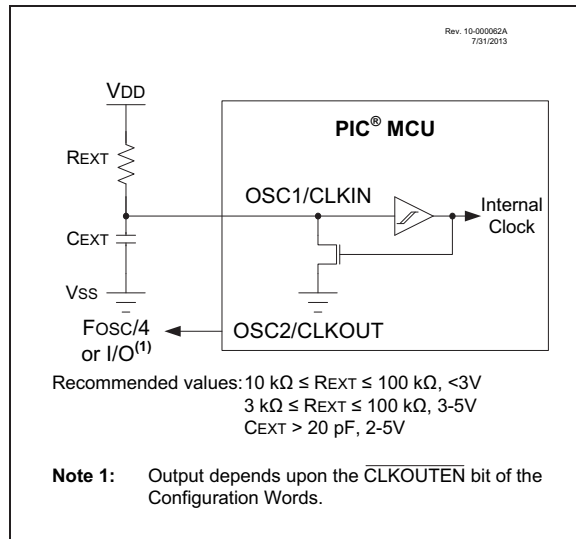 Rev. 10-000062A
7/31/2013
VDD
PIC® MCU
REXT
OSC1/CLKIN
Internal
Clock
CEXT
VSS
FOSC/4
or I/O(1)
OSC2/CLKOUT
Recommended values: 10 kΩ ≤ REXT ≤ 100 kΩ, <3V
3 kΩ ≤ REXT ≤ 100 kΩ, 3-5V
CEXT > 20 pF, 2-5V
Note 1: Output depends upon the C̅L̅K̅O̅U̅T̅E̅N̅ bit of the
Configuration Words.